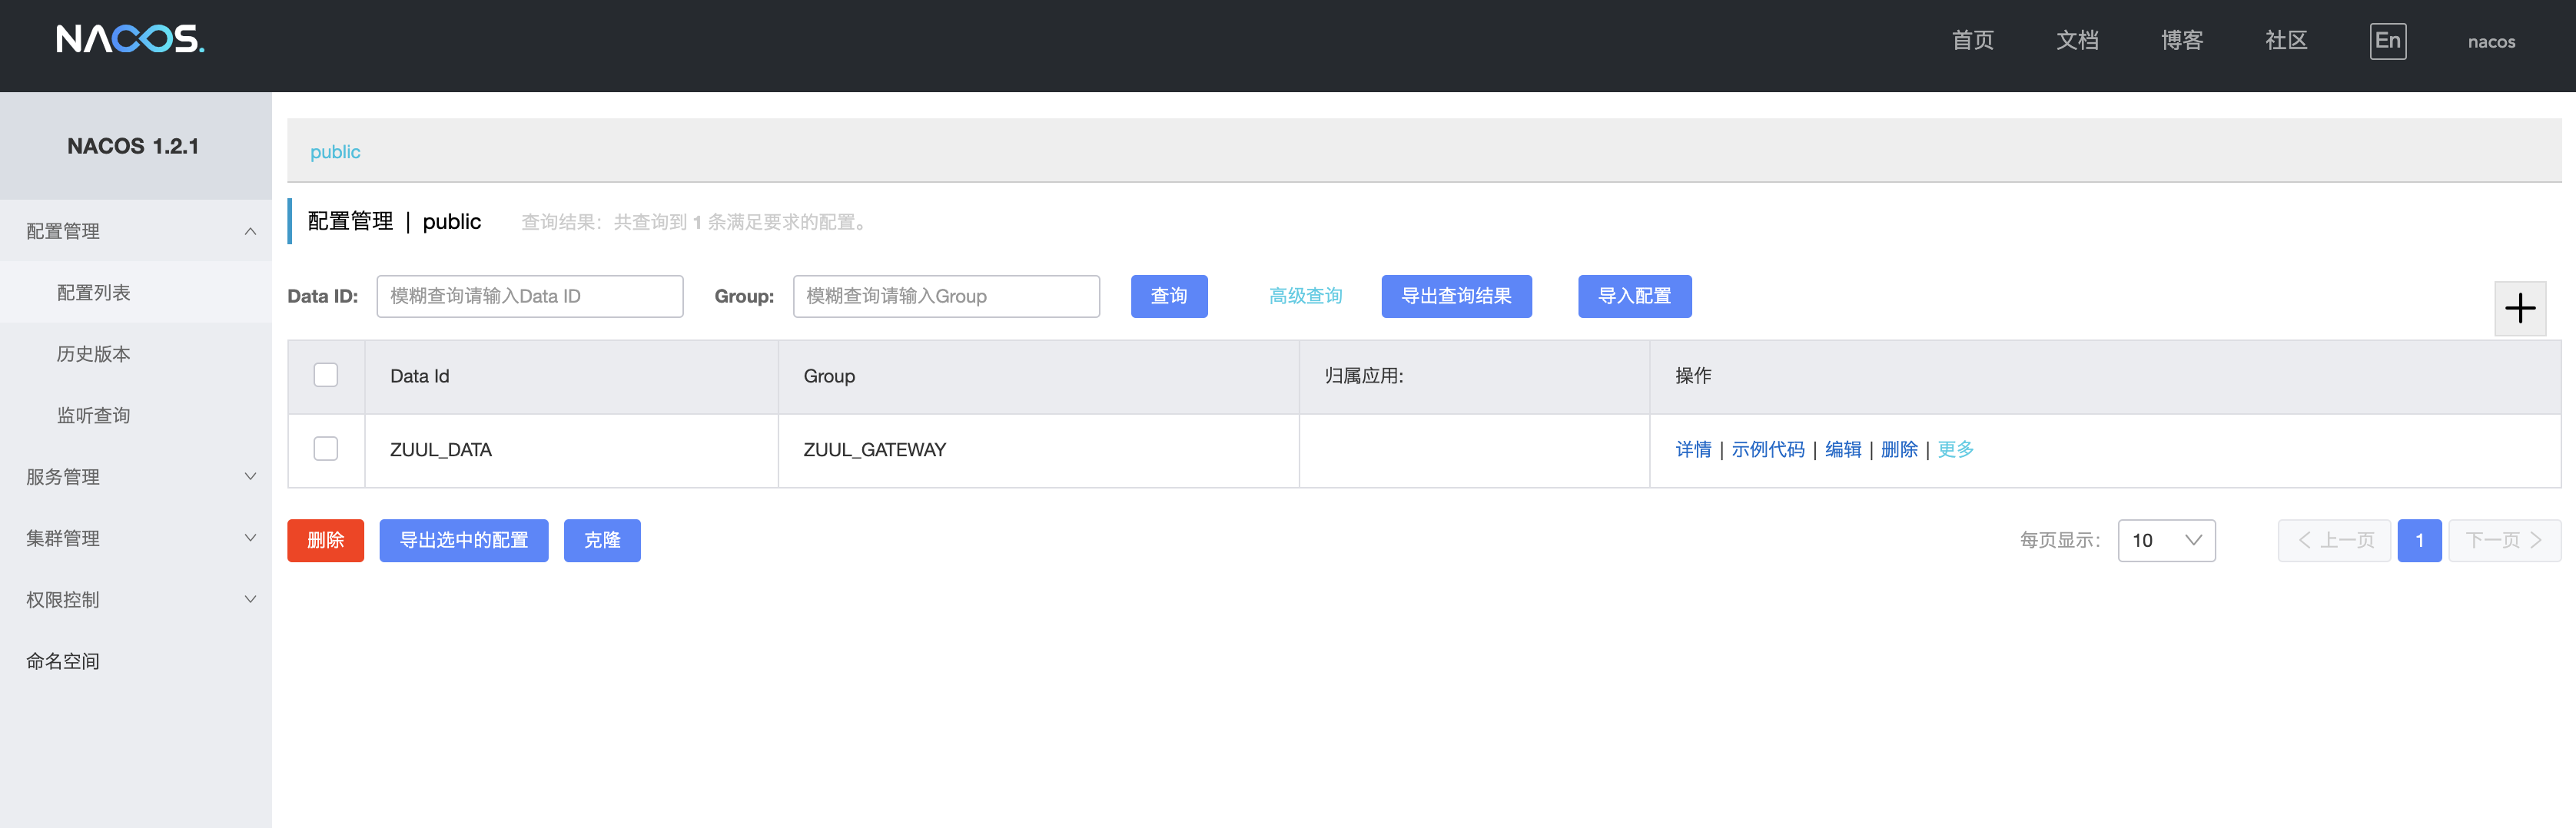 NACOS.
首页 文档 博客 社区 En nacos
NACOS 1.2.1
配置管理
配置列表
历史版本
监听查询
服务管理
集群管理
权限控制
命名空间
public
配置管理 | public 查询结果：共查询到 1 条满足要求的配置。
Data ID: 模糊查询请输入Data ID Group: 模糊查询请输入Group 查询 高级查询 导出查询结果 导入配置
Data Id Group 归属应用: 操作
ZUUL_DATA ZUUL_GATEWAY 详情 | 示例代码 | 编辑 | 删除 | 更多
删除 导出选中的配置 克隆 每页显示： 10 上一页 1 下一页